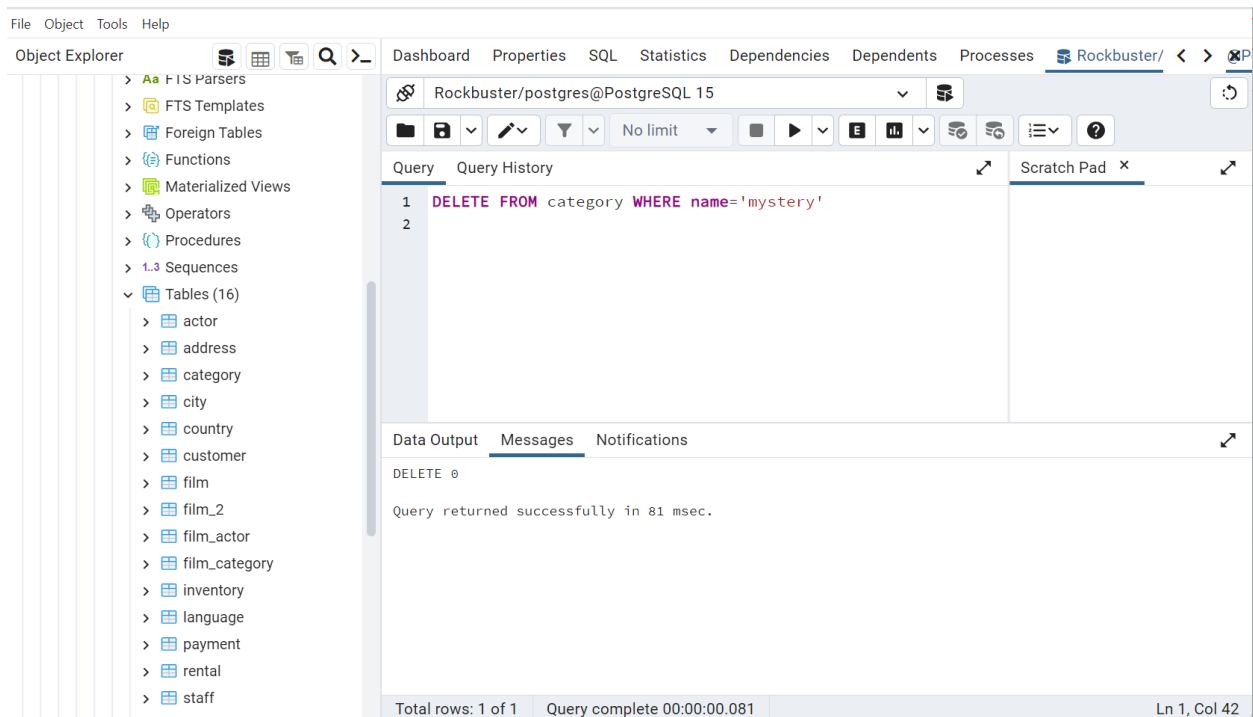 File Object Tools Help
Object Explorer
Dashboard Properties SQL Statistics Dependencies Dependents Processes Rockbuster/
Aa FTS Parsers
FTS Templates
Foreign Tables
Functions
Materialized Views
Operators
Procedures
1..3 Sequences
Tables (16)
actor
address
category
city
country
customer
film
film_2
film_actor
film_category
inventory
language
payment
rental
staff
Rockbuster/postgres@PostgreSQL 15
No limit
E
Query Query History
Scratch Pad
1 DELETE FROM category WHERE name='mystery'
2
Data Output Messages Notifications
DELETE 0
Query returned successfully in 81 msec.
Total rows: 1 of 1 Query complete 00:00:00.081 Ln 1, Col 42